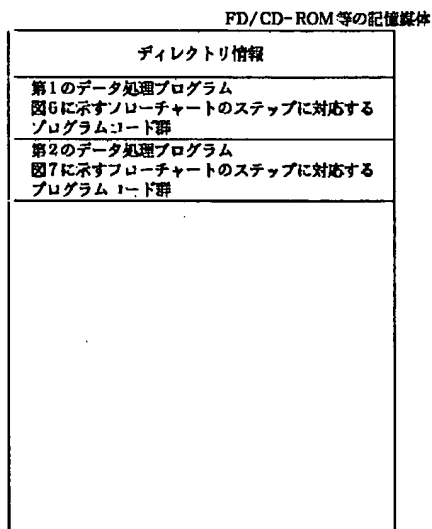 FD/CD-ROM等の記憶媒体
ディレクトリ情報
第1のデータ処理プログラム
図6に示すフローチャートのステップに対応する
プログラムコード群
第2のデータ処理プログラム
図7に示すフローチャートのステップに対応する
プログラムコード群